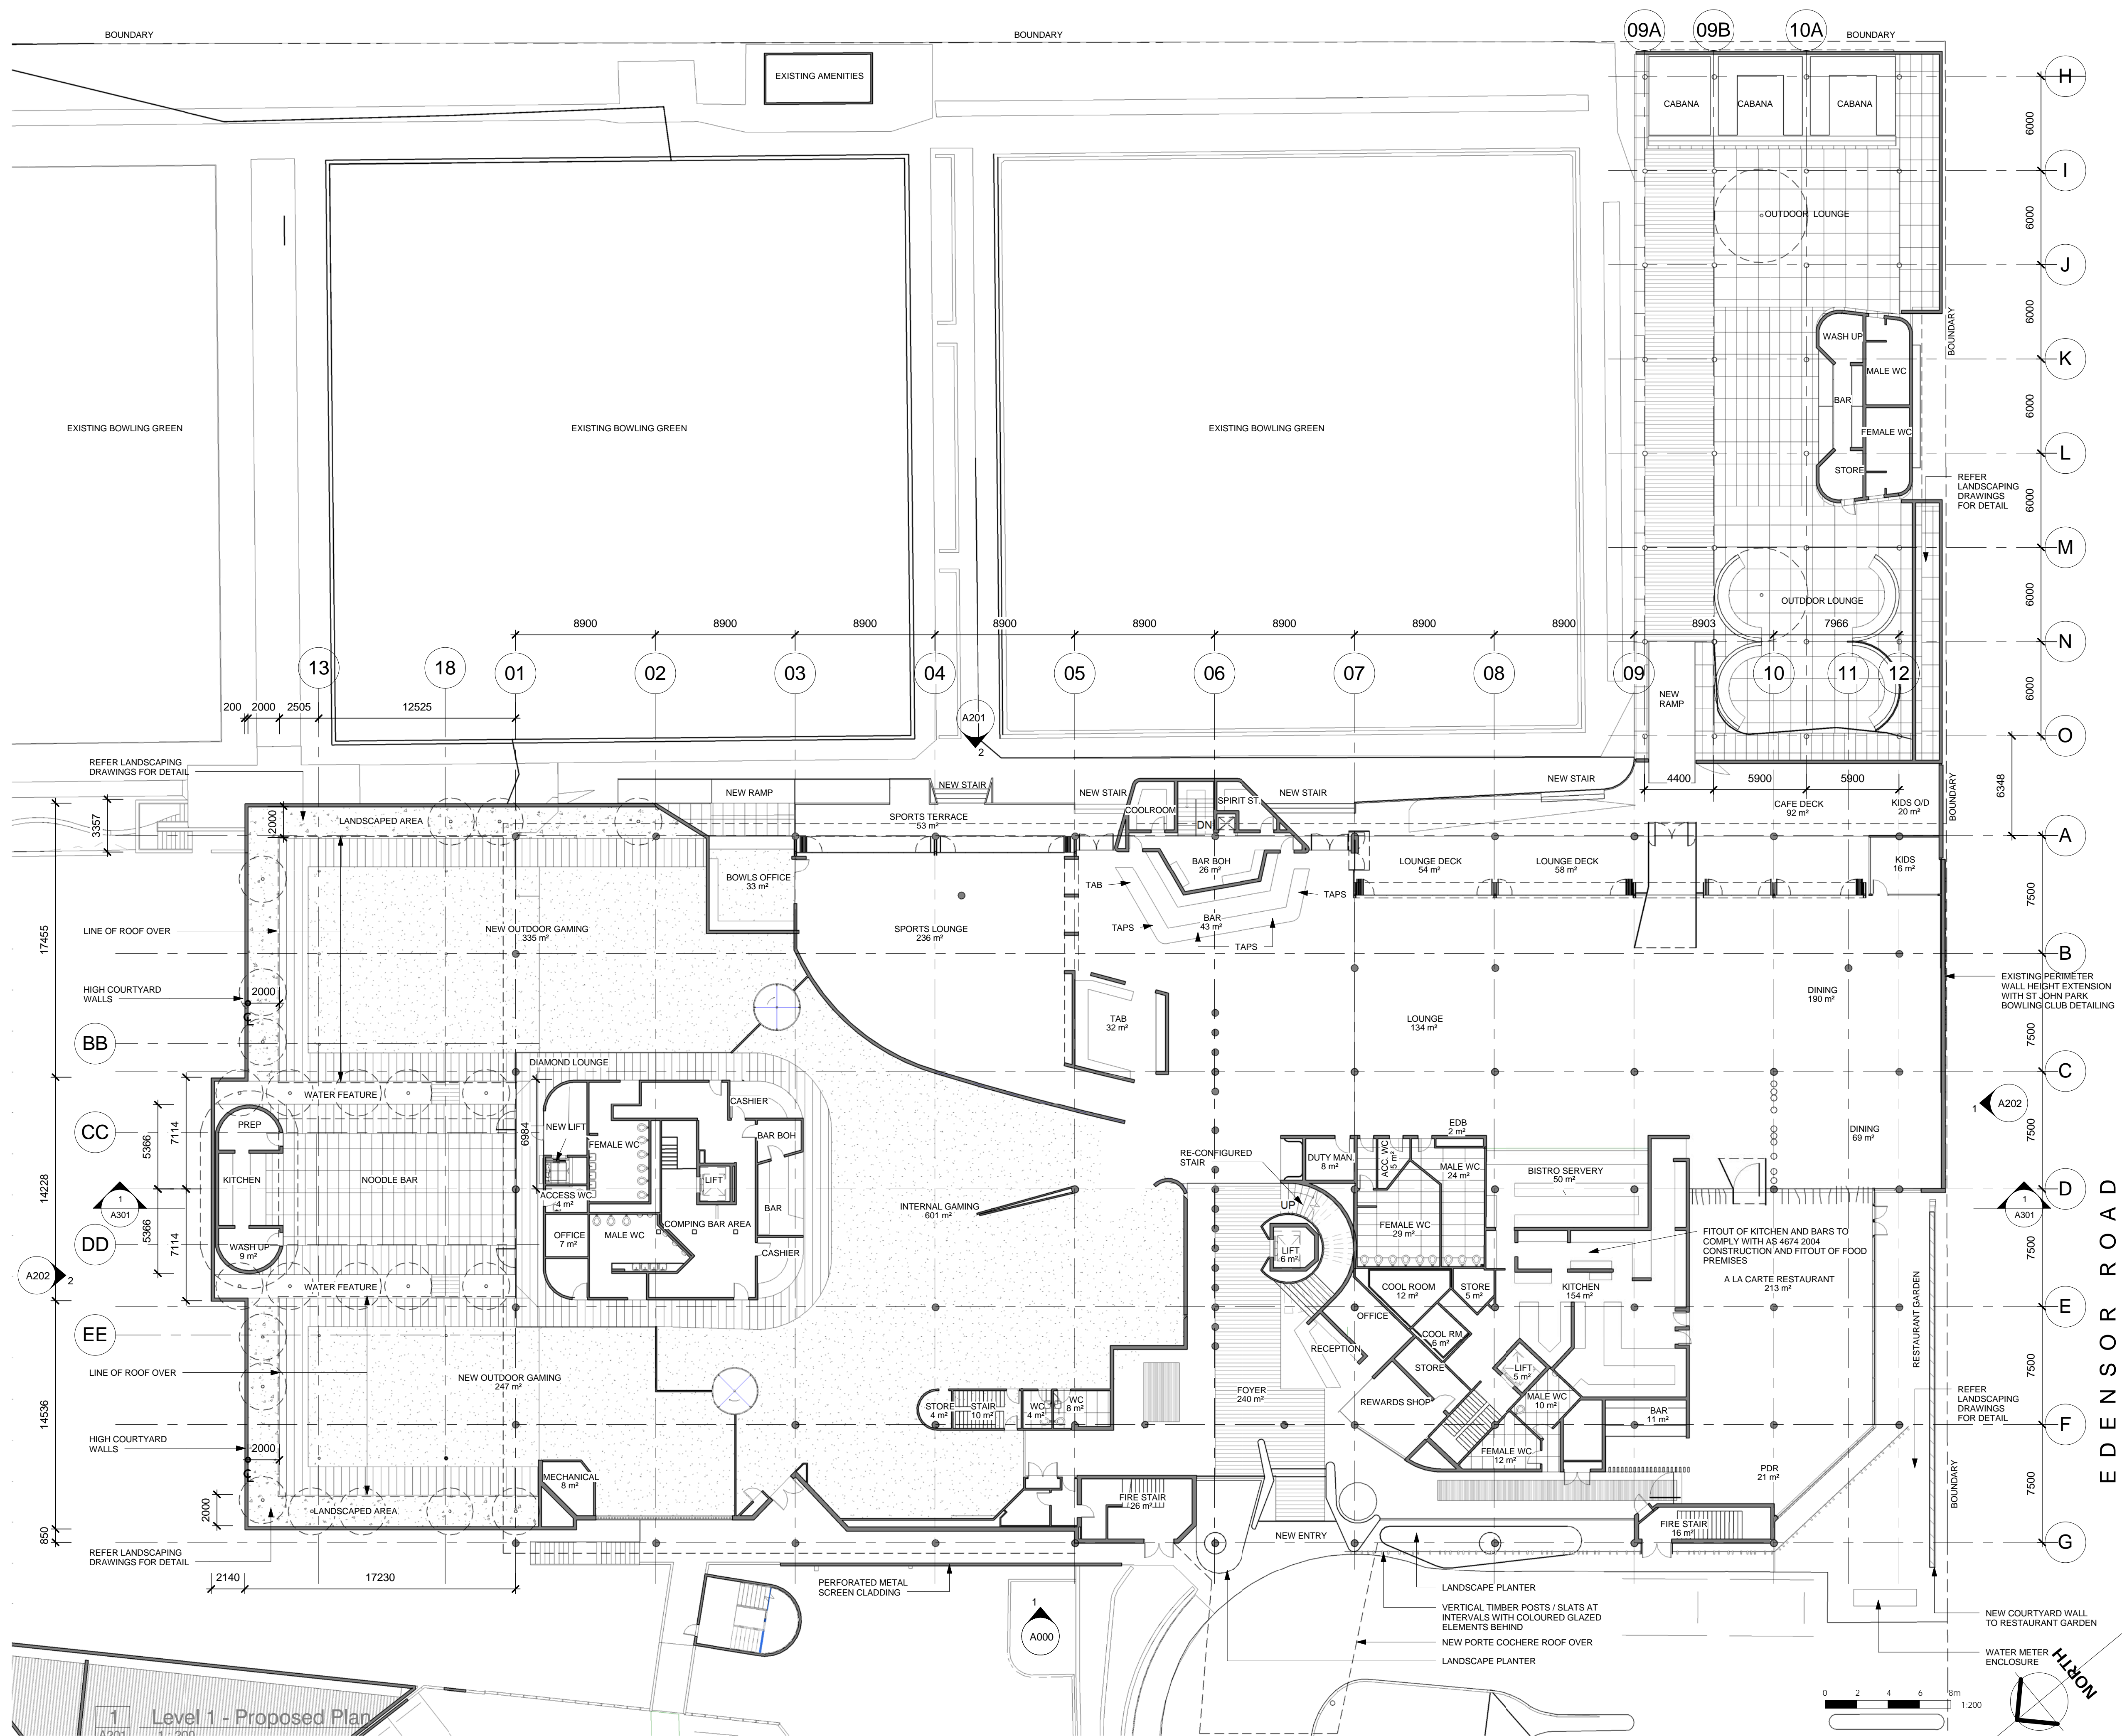 BOUNDARY
BOUNDARY
09A
09B
10A
BOUNDARY
EXISTING AMENITIES
H
CABANA
CABANA
CABANA
6000
I
OUTDOOR LOUNGE
6000
J
6000
BOUNDARY
WASH UP
K
MALE WC
BAR
6000
EXISTING BOWLING GREEN
EXISTING BOWLING GREEN
EXISTING BOWLING GREEN
FEMALE WC
L
STORE
REFER
LANDSCAPING
DRAWINGS
FOR DETAIL
6000
M
OUTDOOR LOUNGE
6000
8900
8900
8900
8900
8900
8900
8900
8900
8903
7966
N
13
18
01
02
03
04
05
06
07
08
09
10
11
12
NEW
RAMP
6000
200
2000
2505
12525
A201
2
O
REFER LANDSCAPING
DRAWINGS FOR DETAIL
NEW RAMP
NEW STAIR
NEW STAIR
NEW STAIR
NEW STAIR
4400
5900
5900
6348
BOUNDARY
COOLROOM
SPIRIT ST.
DN
CAFE DECK
92 m²
KIDS O/D
20 m²
3357
2000
LANDSCAPED AREA
SPORTS TERRACE
53 m²
A
BOWLS OFFICE
33 m²
BAR BOH
26 m²
LOUNGE DECK
54 m²
LOUNGE DECK
58 m²
KIDS
16 m²
TAB
TAPS
7500
17455
LINE OF ROOF OVER
NEW OUTDOOR GAMING
335 m²
SPORTS LOUNGE
236 m²
BAR
43 m²
TAPS
TAPS
B
HIGH COURTYARD
WALLS
2000
EXISTING PERIMETER
WALL HEIGHT EXTENSION
WITH ST JOHN PARK
BOWLING CLUB DETAILING
DINING
190 m²
TAB
32 m²
LOUNGE
134 m²
7500
BB
DIAMOND LOUNGE
C
WATER FEATURE
CASHIER
1
A202
PREP
CC
5366
7114
6984
NEW LIFT
FEMALE WC
BAR BOH
EDB
2 m²
DINING
69 m²
7500
RE-CONFIGURED
STAIR
DUTY MAN.
8 m²
ACC. WC
5 m²
MALE WC
24 m²
BISTRO SERVERY
50 m²
KITCHEN
NOODLE BAR
LIFT
14228
ACCESS WC
4 m²
D
1
A301
BAR
INTERNAL GAMING
601 m²
UP
1
A301
COMPING BAR AREA
FEMALE WC
29 m²
OFFICE
7 m²
MALE WC
FITOUT OF KITCHEN AND BARS TO
COMPLY WITH AS 4674 2004
CONSTRUCTION AND FITOUT OF FOOD
PREMISES
DD
5366
7114
WASH UP
9 m²
CASHIER
LIFT
6 m²
7500
A202
2
WATER FEATURE
COOL ROOM
12 m²
STORE
5 m²
KITCHEN
154 m²
A LA CARTE RESTAURANT
213 m²
E
EE
OFFICE
COOL RM
6 m²
RECEPTION
STORE
RESTAURANT GARDEN
EDENSOR ROAD
LINE OF ROOF OVER
NEW OUTDOOR GAMING
247 m²
LIFT
5 m²
7500
FOYER
240 m²
REWARDS SHOP
MALE WC
10 m²
REFER
LANDSCAPING
DRAWINGS
FOR DETAIL
14536
STORE
4 m²
STAIR
10 m²
WC
4 m²
WC
8 m²
BAR
11 m²
F
HIGH COURTYARD
WALLS
2000
FEMALE WC
12 m²
PDR
21 m²
MECHANICAL
8 m²
BOUNDARY
7500
2000
LANDSCAPED AREA
FIRE STAIR
26 m²
NEW ENTRY
FIRE STAIR
16 m²
850
G
REFER LANDSCAPING
DRAWINGS FOR DETAIL
2140
17230
PERFORATED METAL
SCREEN CLADDING
1
A000
LANDSCAPE PLANTER
VERTICAL TIMBER POSTS / SLATS AT
INTERVALS WITH COLOURED GLAZED
ELEMENTS BEHIND
NEW PORTE COCHERE ROOF OVER
LANDSCAPE PLANTER
NEW COURTYARD WALL
TO RESTAURANT GARDEN
WATER METER
ENCLOSURE
NORTH
0 2 4 6 8m
1:200
1
Level 1 - Proposed Plan
A201
1 : 200